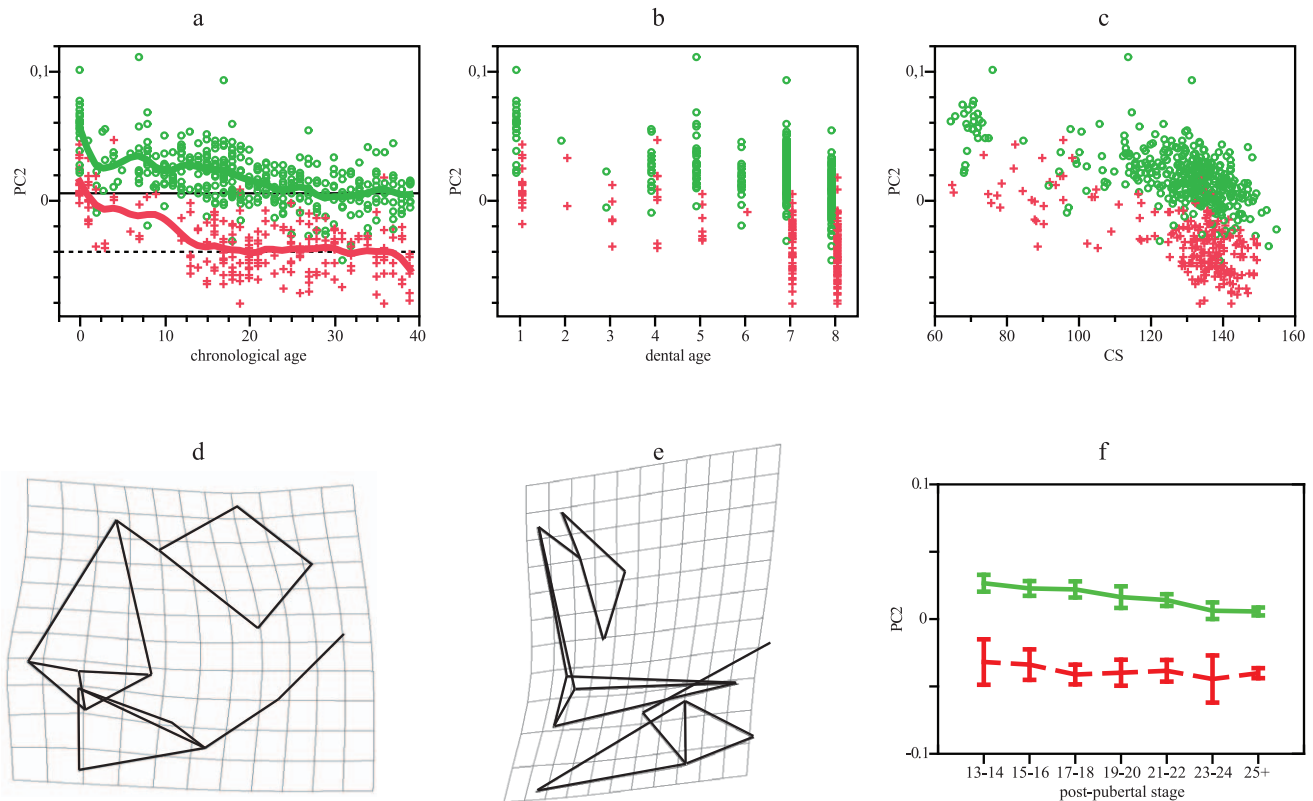 a
b
c
0,1
0
PC2
0 10 20 30 40
chronological age
0,1
0
PC2
1 2 3 4 5 6 7 8
dental age
0,1
0
PC2
60 80 100 120 140 160
CS
d
e
f
0.1
0
-0.1
PC2
13-14 15-16 17-18 19-20 21-22 23-24 25+
post-pubertal stage